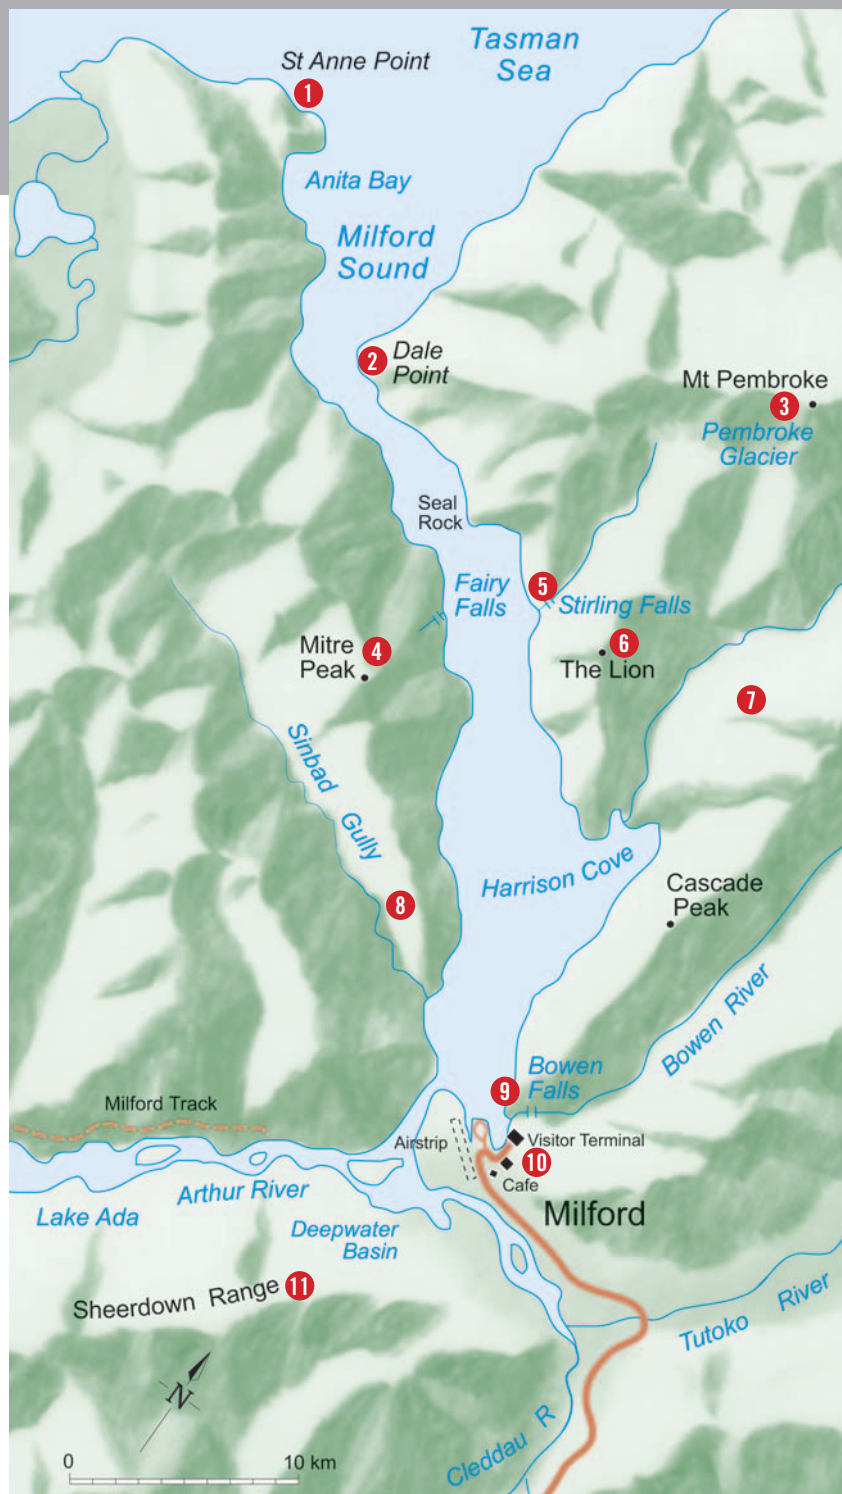 Tasman
Sea
St Anne Point
1
Anita Bay
Milford
Sound
2
Dale
Point
Mt Pembroke
3
Pembroke
Glacier
Seal
Rock
Fairy
Falls
5
Stirling Falls
Mitre
Peak
4
6
The Lion
7
Sinbad Gully
8
Harrison Cove
Cascade
Peak
Bowen River
9
Bowen
Falls
Milford Track
Airstrip
Visitor Terminal
10
Cafe
Lake Ada
Arthur River
Deepwater
Basin
Milford
Sheerdown Range
11
Tutoko River
N
Cleddau R
0
10 km